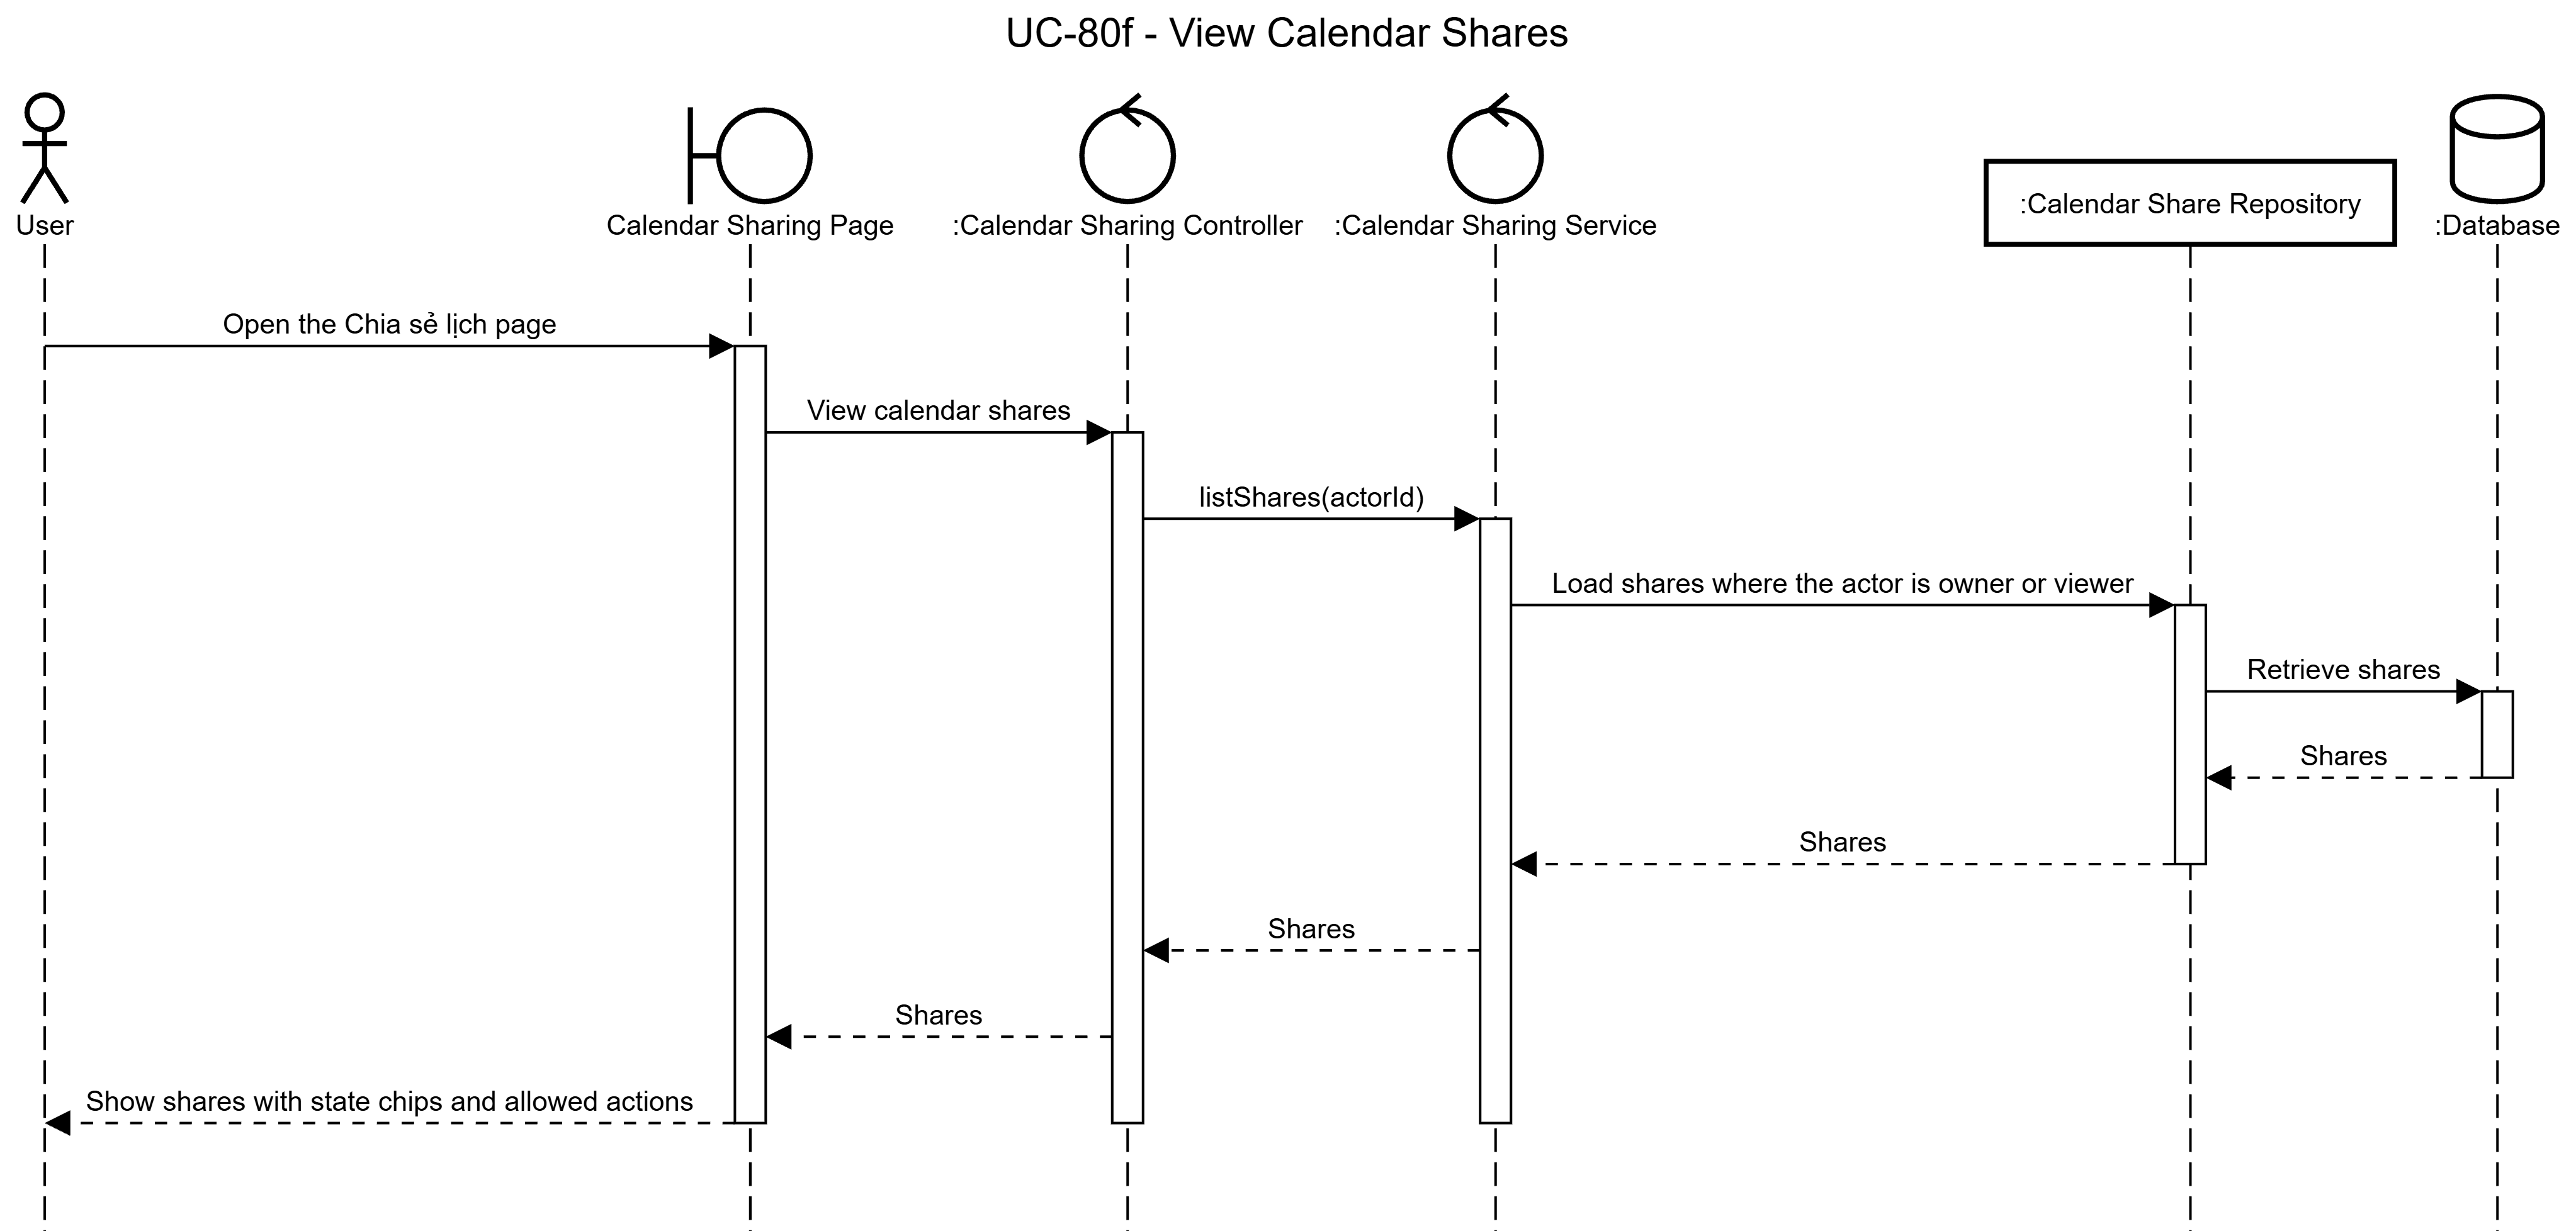 UC-80f - View Calendar Shares
User
Calendar Sharing Page
:Calendar Sharing Controller
:Calendar Sharing Service
:Calendar Share Repository
:Database
Open the Chia sẻ lịch page
View calendar shares
listShares(actorId)
Load shares where the actor is owner or viewer
Retrieve shares
Shares
Shares
Shares
Shares
Show shares with state chips and allowed actions